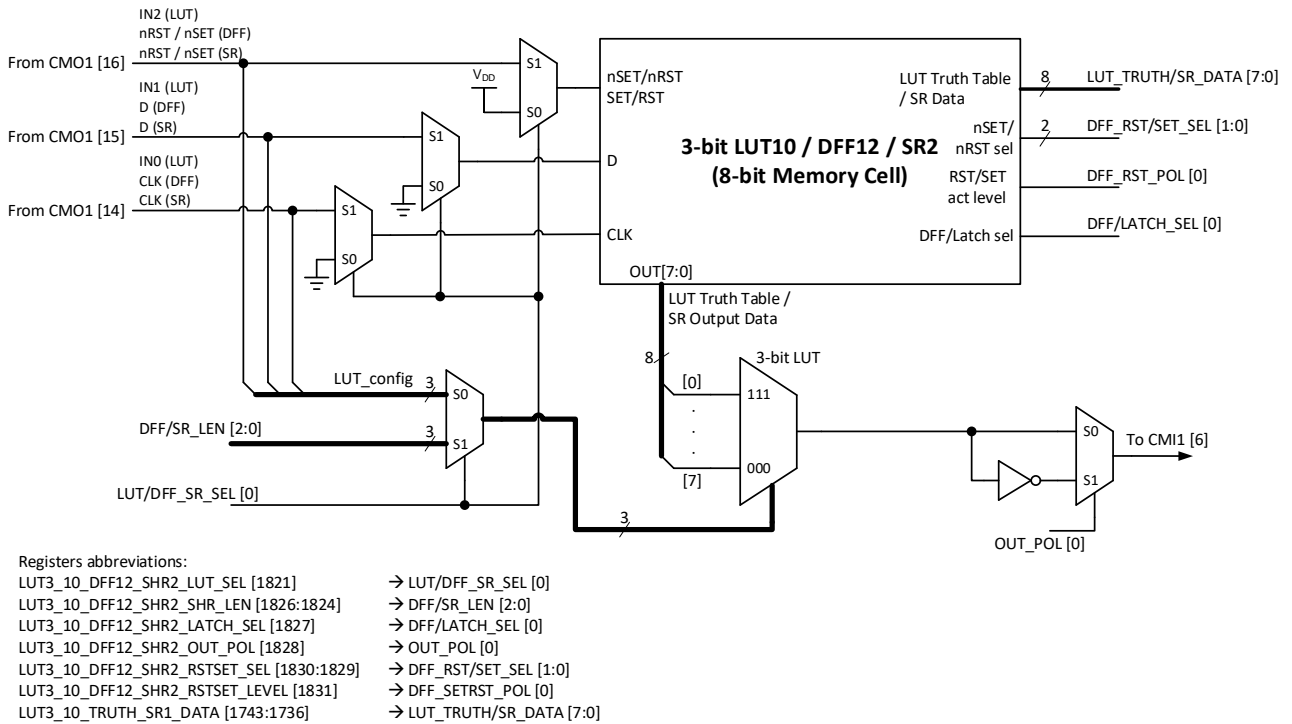 IN2 (LUT)
nRST / nSET (DFF)
nRST / nSET (SR)
From CMO1 [16]
IN1 (LUT)
D (DFF)
D (SR)
From CMO1 [15]
IN0 (LUT)
CLK (DFF)
CLK (SR)
From CMO1 [14]
VDD
S1
S0
S1
S0
S1
S0
nSET/nRST
SET/RST
D
CLK
3-bit LUT10 / DFF12 / SR2
(8-bit Memory Cell)
LUT Truth Table
/ SR Data
nSET/
nRST sel
RST/SET
act level
DFF/Latch sel
8
LUT_TRUTH/SR_DATA [7:0]
2
DFF_RST/SET_SEL [1:0]
DFF_RST_POL [0]
DFF/LATCH_SEL [0]
OUT[7:0]
LUT Truth Table /
SR Output Data
8
3-bit LUT
[0]
111
.
.
.
000
[7]
LUT_config
3
S0
DFF/SR_LEN [2:0]
3
S1
LUT/DFF_SR_SEL [0]
3
S0
S1
To CMI1 [6]
OUT_POL [0]
Registers abbreviations:
LUT3_10_DFF12_SHR2_LUT_SEL [1821] → LUT/DFF_SR_SEL [0]
LUT3_10_DFF12_SHR2_SHR_LEN [1826:1824] → DFF/SR_LEN [2:0]
LUT3_10_DFF12_SHR2_LATCH_SEL [1827] → DFF/LATCH_SEL [0]
LUT3_10_DFF12_SHR2_OUT_POL [1828] → OUT_POL [0]
LUT3_10_DFF12_SHR2_RSTSET_SEL [1830:1829] → DFF_RST/SET_SEL [1:0]
LUT3_10_DFF12_SHR2_RSTSET_LEVEL [1831] → DFF_SETRST_POL [0]
LUT3_10_TRUTH_SR1_DATA [1743:1736] → LUT_TRUTH/SR_DATA [7:0]